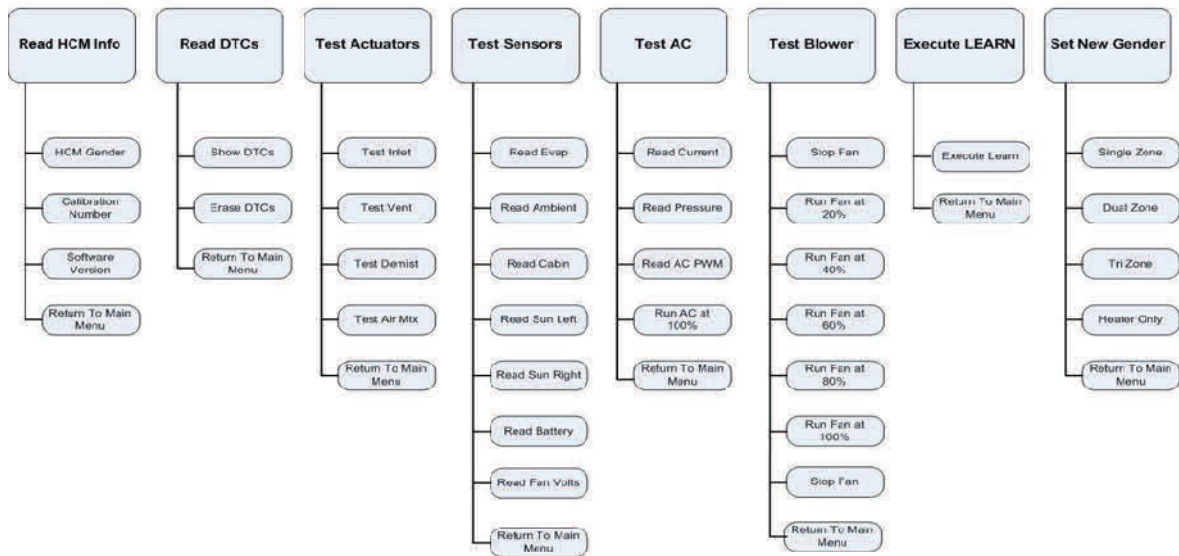 Read HCM Info
HCM Gender
Calibration
Number
Software
Version
Return To Main
Menu
Read DTCs
Show DTCs
Erase DTCs
Return To Main
Menu
Test Actuators
Test Inlet
Test Vent
Test Demist
Test Air Mix
Return To Main
Menu
Test Sensors
Read Evap
Read Ambient
Read Cabin
Read Sun Left
Read Sun Right
Read Battery
Read Fan Volts
Return To Main
Menu
Test AC
Read Current
Read Pressure
Read AC PWM
Run AC at
100%
Return To Main
Menu
Test Blower
Stop Fan
Run Fan at
20%
Run Fan at
40%
Run Fan at
60%
Run Fan at
80%
Run Fan at
100%
Stop Fan
Return To Main
Menu
Execute LEARN
Execute Learn
Return To Main
Menu
Set New Gender
Single Zone
Dual Zone
Tri Zone
Heater Only
Return To Main
Menu